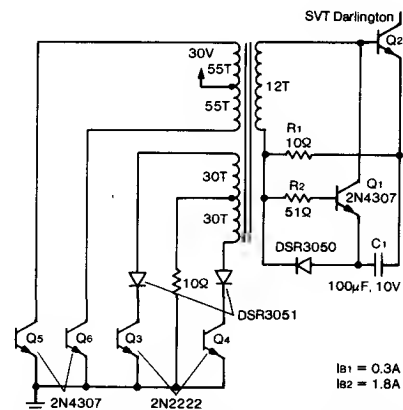 SVT Darlington
Q2
30V
55T
55T
12T
R1
10Ω
R2
51Ω
Q1
2N4307
30T
30T
DSR3050
C1
100μF, 10V
10Ω
DSR3051
Q5
Q6
Q3
Q4
2N4307
2N2222
IB1 = 0.3A
IB2 = 1.8A